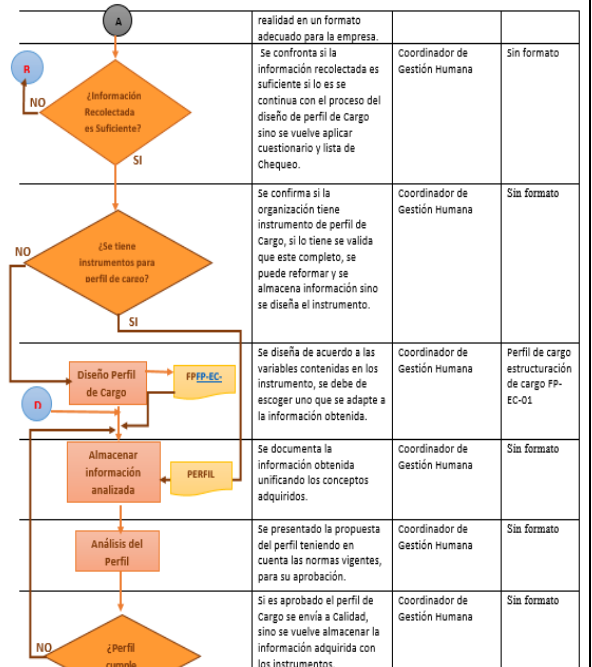 A
realidad en un formato
adecuado para la empresa.
R
NO
¿Información
Recolectada
es Suficiente?
SI
Se confronta si la
información recolectada es
suficiente si lo es se
continua con el proceso del
diseño de perfil de Cargo
sino se vuelve aplicar
cuestionario y lista de
Chequeo.
Coordinador de
Gestión Humana
Sin formato
NO
¿Se tiene
instrumentos para
perfil de cargo?
SI
Se confirma si la
organización tiene
instrumento de perfil de
Cargo, si lo tiene se valida
que este completo, se
puede reformar y se
almacena información sino
se diseña el instrumento.
Coordinador de
Gestión Humana
Sin formato
Diseño Perfil
de Cargo
FPFP-EC-
Se diseña de acuerdo a las
variables contenidas en los
instrumento, se debe de
escoger uno que se adapte a
la información obtenida.
Coordinador de
Gestión Humana
Perfil de cargo
estructuración
de cargo FP-
EC-01
Almacenar
información
analizada
PERFIL
Se documenta la
información obtenida
unificando los conceptos
adquiridos.
Coordinador de
Gestión Humana
Sin formato
Análisis del
Perfil
Se presentado la propuesta
del perfil teniendo en
cuenta las normas vigentes,
para su aprobación.
Coordinador de
Gestión Humana
Sin formato
NO
¿Perfil
cumple
Si es aprobado el perfil de
Cargo se envía a Calidad,
sino se vuelve almacenar la
información adquirida con
los instrumentos
Coordinador de
Gestión Humana
Sin formato